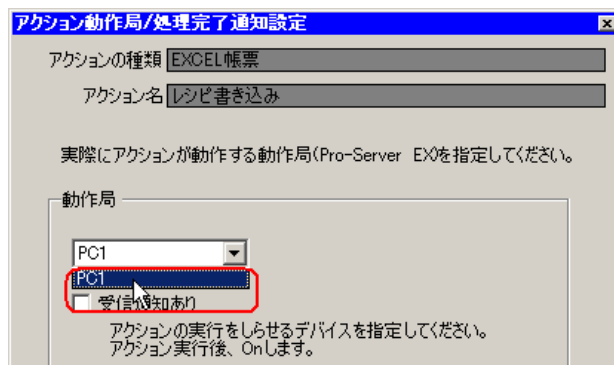 アクション動作局/処理完了通知設定
アクションの種類 EXCEL帳票
アクション名 レシピ書き込み
実際にアクションが動作する動作局(Pro-Server EX)を指定してください。
動作局
PC1
PC1
受信通知あり
アクションの実行をしらせるデバイスを指定してください。
アクション実行後、Onします。